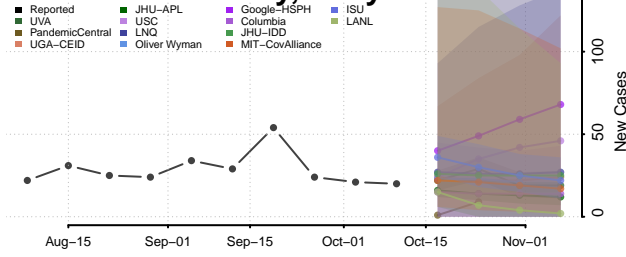 Reported JHU−APL Google−HSPH ISU
UVA USC Columbia LANL
PandemicCentral LNQ JHU−IDD
UGA−CEID Oliver Wyman MIT−CovAlliance
100
50
0
New Cases
Aug−15 Sep−01 Sep−15 Oct−01 Oct−15 Nov−01